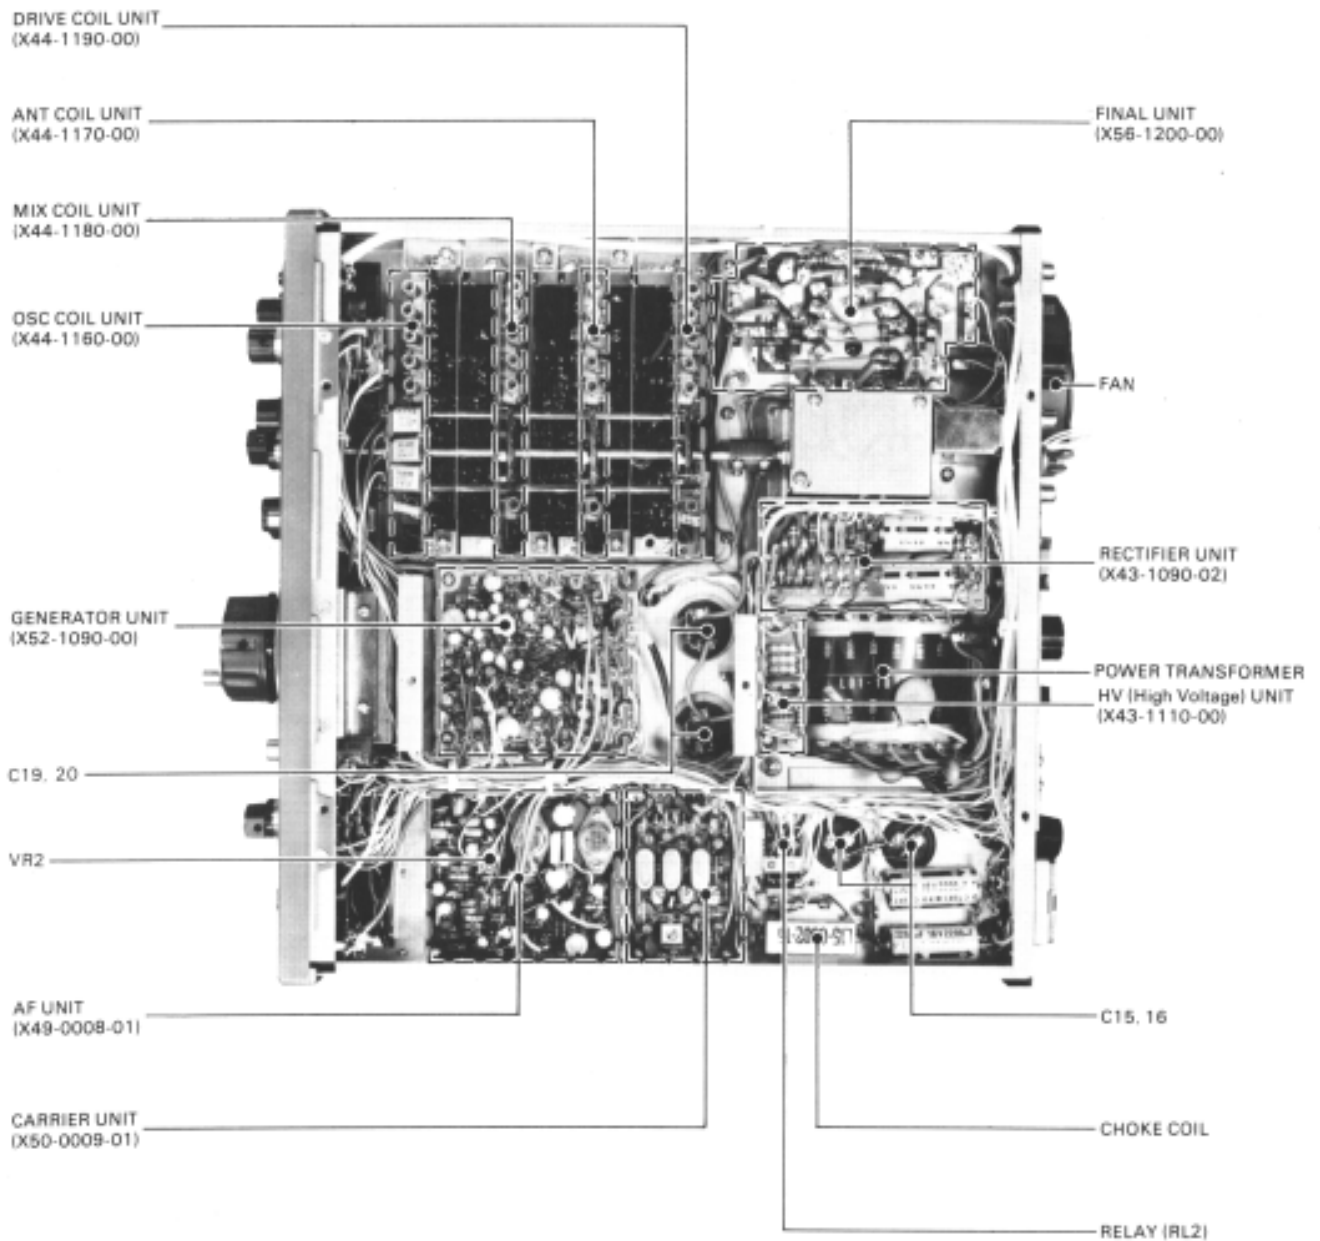 DRIVE COIL UNIT
(X44-1190-00)
ANT COIL UNIT
(X44-1170-00)
FINAL UNIT
(X56-1200-00)
MIX COIL UNIT
(X44-1180-00)
OSC COIL UNIT
(X44-1160-00)
FAN
RECTIFIER UNIT
(X43-1090-02)
GENERATOR UNIT
(X52-1090-00)
POWER TRANSFORMER
HV (High Voltage) UNIT
(X43-1110-00)
C19, 20
VR2
L15-0002-16
AF UNIT
(X49-0008-01)
C15, 16
CARRIER UNIT
(X50-0009-01)
CHOKE COIL
RELAY (RL2)